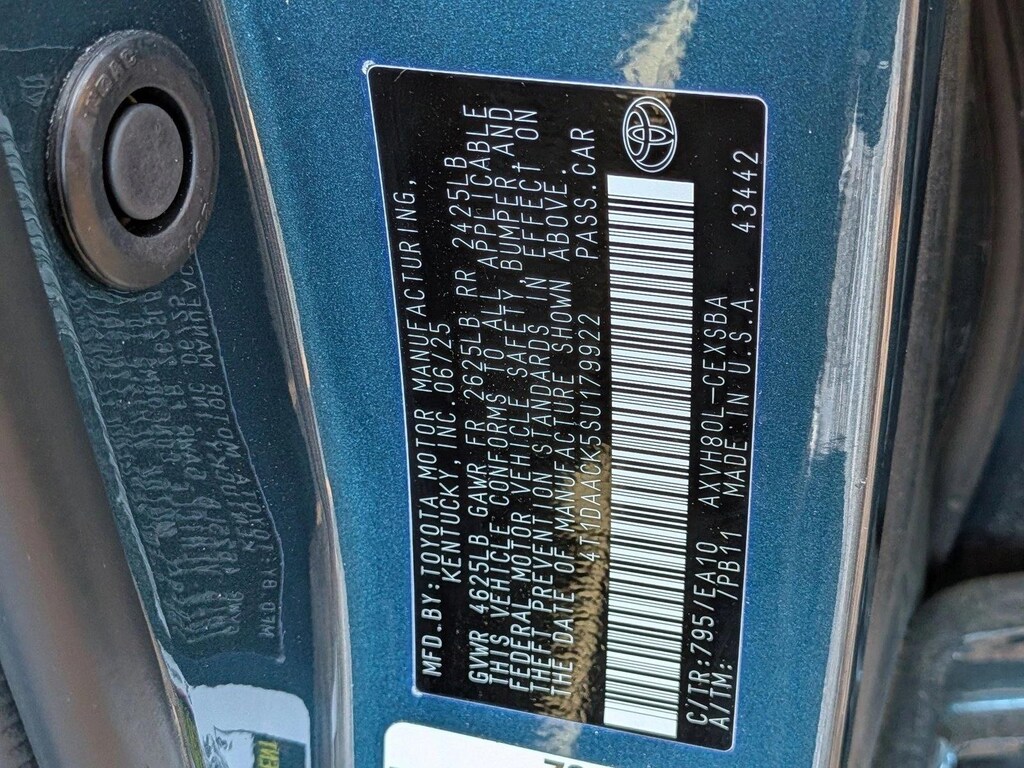 MFD.BY:TOYOTA MOTOR MANUFACTURING,
KENTUCKY, INC 06/25
GVWR 4625LB GAWR FR 2625LB RR 2425LB
THIS VEHICLE CONFORMS TO ALL APPLICABLE
FEDERAL MOTOR VEHICLE SAFETY, BUMPER, AND
THEFT PREVENTION STANDARDS IN EFFECT ON
THE DATE OF MANUFACTURE SHOWN ABOVE.
4T1DAACK5SU179922 PASS.CAR
C/TR:795/EA10 AXVH80L-CEXSBA
A/TM: 7PB11 MADE IN U.S.A. 43442